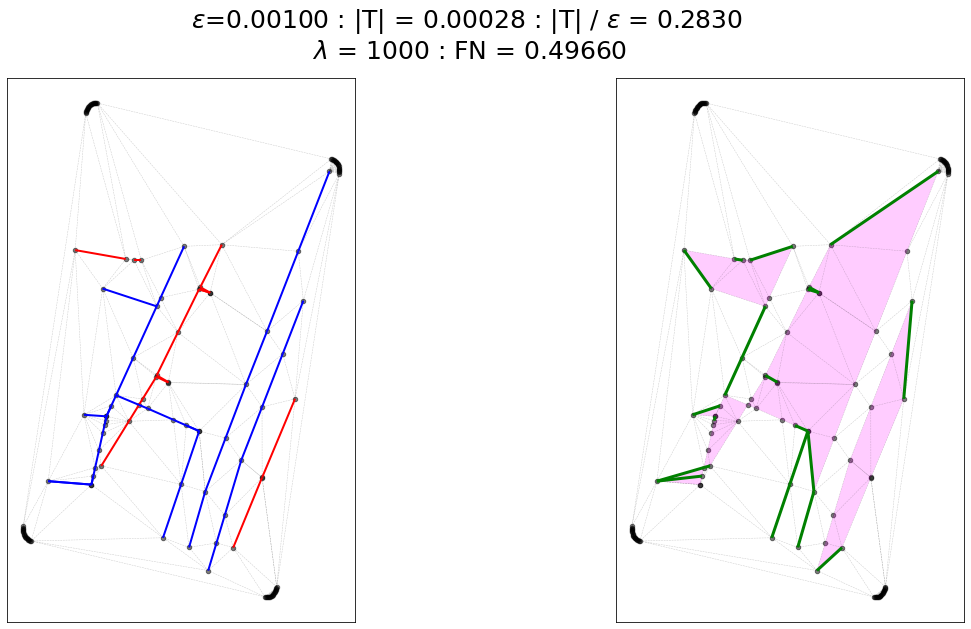 ε=0.00100 : |T| = 0.00028 : |T| / ε = 0.2830
λ = 1000 : FN = 0.49660